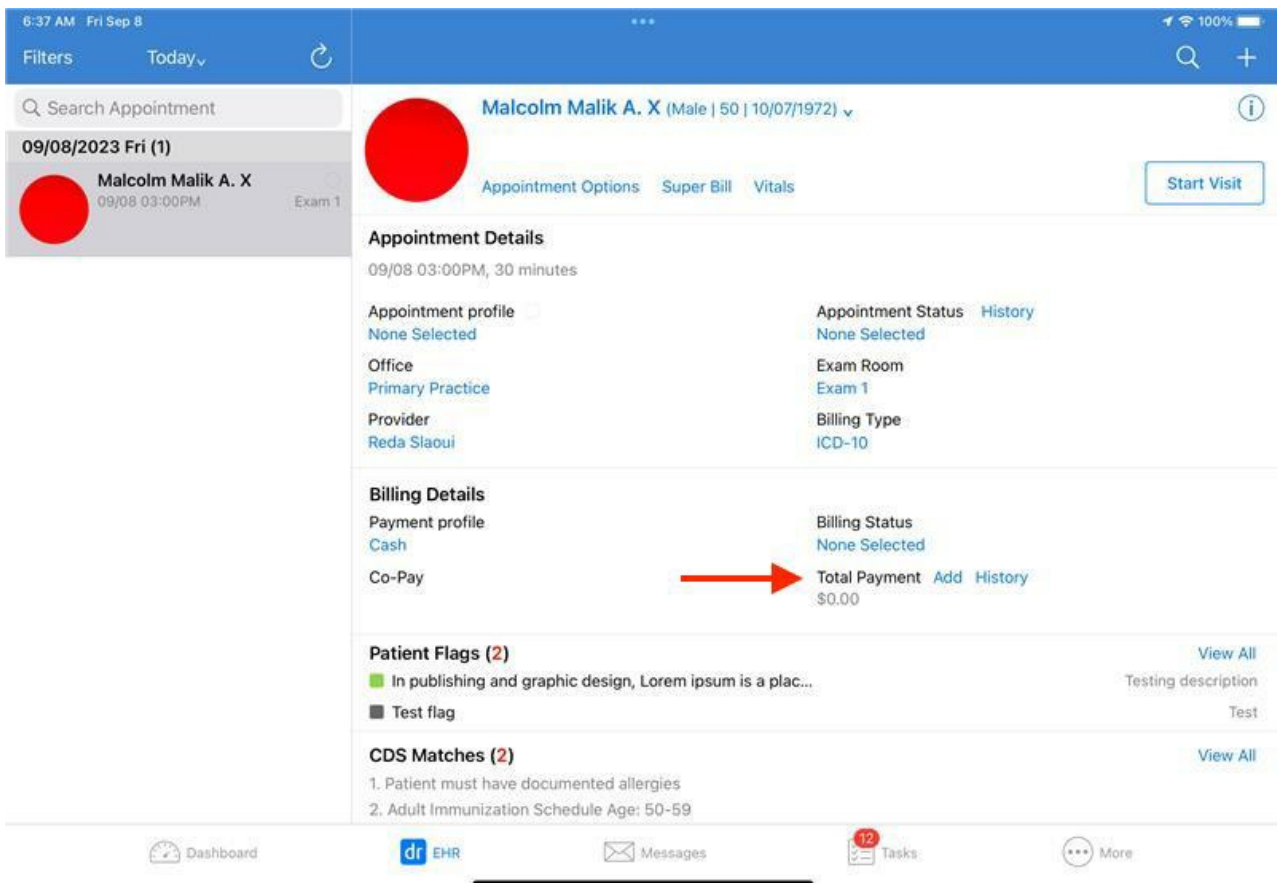 6:37 AM Fri Sep 8
100%
Filters Today
Search Appointment
09/08/2023 Fri (1)
Malcolm Malik A. X
09/08 03:00PM Exam 1
Malcolm Malik A. X (Male | 50 | 10/07/1972)
Appointment Options Super Bill Vitals
Start Visit
Appointment Details
09/08 03:00PM, 30 minutes
Appointment profile Appointment Status History
None Selected None Selected
Office Exam Room
Primary Practice Exam 1
Provider Billing Type
Reda Slaoui ICD-10
Billing Details
Payment profile Billing Status
Cash None Selected
Co-Pay Total Payment Add History
$0.00
Patient Flags (2) View All
In publishing and graphic design, Lorem ipsum is a plac... Testing description
Test flag Test
CDS Matches (2) View All
1. Patient must have documented allergies
2. Adult Immunization Schedule Age: 50-59
Dashboard dr EHR Messages 12 Tasks More